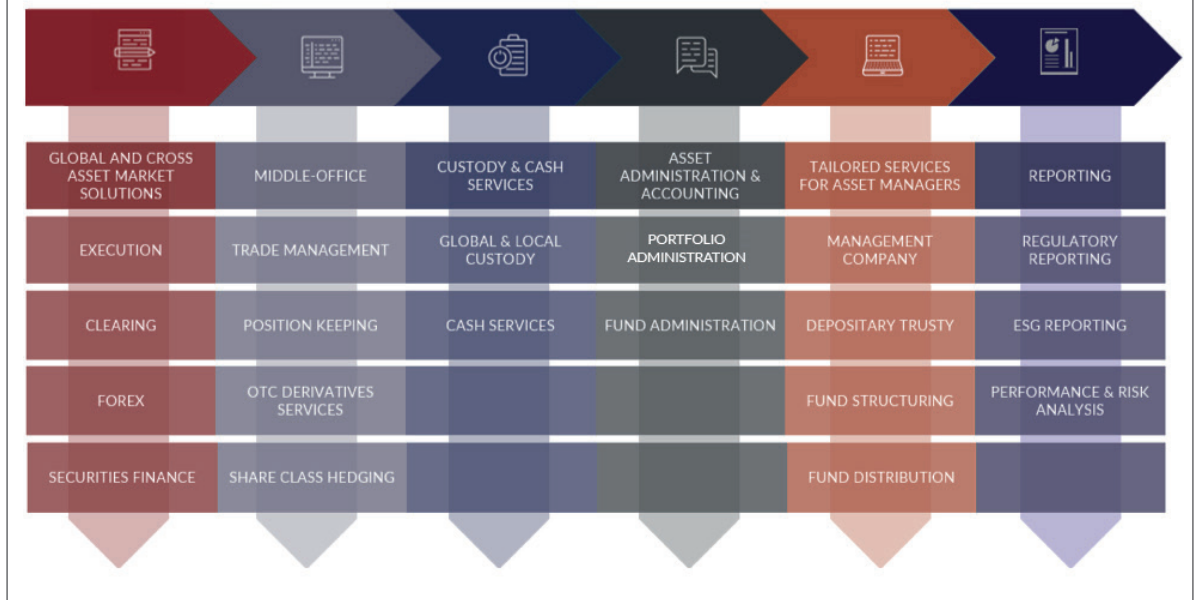 GLOBAL AND CROSS
ASSET MARKET
SOLUTIONS
MIDDLE-OFFICE
CUSTODY & CASH
SERVICES
ASSET
ADMINISTRATION &
ACCOUNTING
TAILORED SERVICES
FOR ASSET MANAGERS
REPORTING
EXECUTION
TRADE MANAGEMENT
GLOBAL & LOCAL
CUSTODY
PORTFOLIO
ADMINISTRATION
MANAGEMENT
COMPANY
REGULATORY
REPORTING
CLEARING
POSITION KEEPING
CASH SERVICES
FUND ADMINISTRATION
DEPOSITARY TRUSTY
ESG REPORTING
FOREX
OTC DERIVATIVES
SERVICES
FUND STRUCTURING
PERFORMANCE & RISK
ANALYSIS
SECURITIES FINANCE
SHARE CLASS HEDGING
FUND DISTRIBUTION